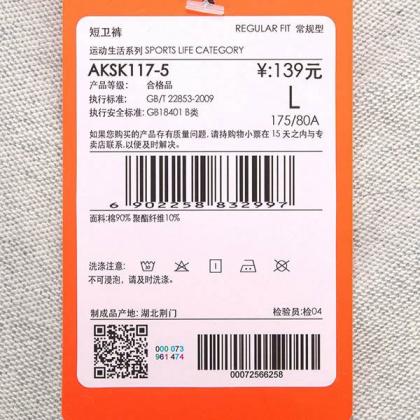 短卫裤
REGULAR FIT 常规型
运动生活系列 SPORTS LIFE CATEGORY
AKSK117-5
¥:139元
产品等级: 合格品
L
执行标准: GB/T 22853-2009
175/80A
执行安全标准: GB18401 B类
如果您购买的产品存有质量问题,请持购物小票在 15 天之内与专
卖店联系,以便及时解决。
6 902258 832997
面料:棉90% 聚酯纤维10%
洗涤注意:
不可浸泡, 请及时洗涤。
制成品产地: 湖北荆门
检验员:检04
000 073
961 474
00072566258